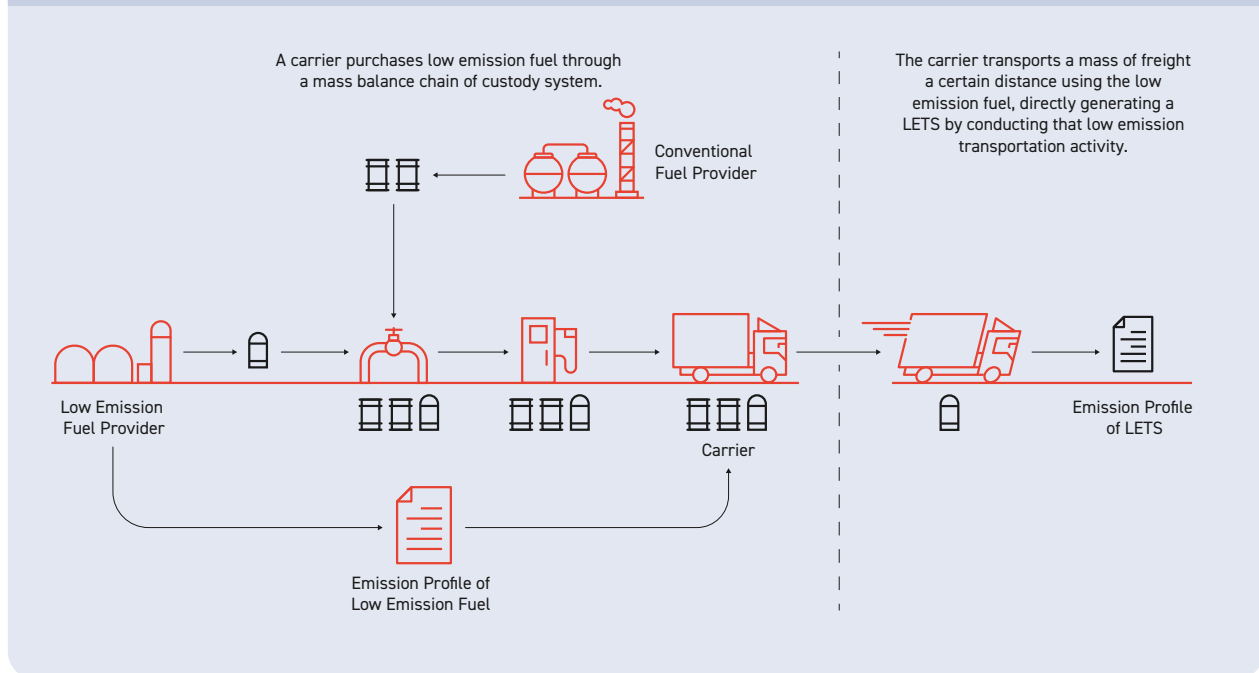 A carrier purchases low emission fuel through
a mass balance chain of custody system.
The carrier transports a mass of freight
a certain distance using the low
emission fuel, directly generating a
LETS by conducting that low emission
transportation activity.
Conventional
Fuel Provider
Low Emission
Fuel Provider
Carrier
Emission Profile
of LETS
Emission Profile of
Low Emission Fuel